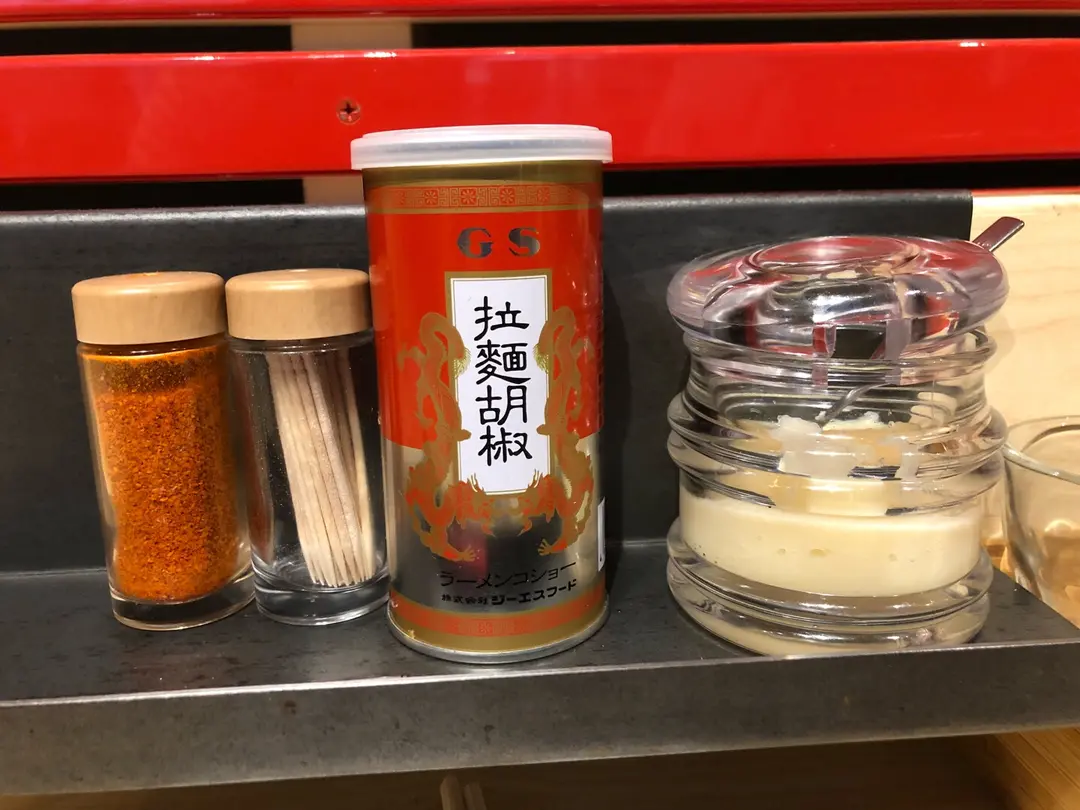 GS
拉麵胡椒
ラーメンコショー
株式会社 ジーエスフード